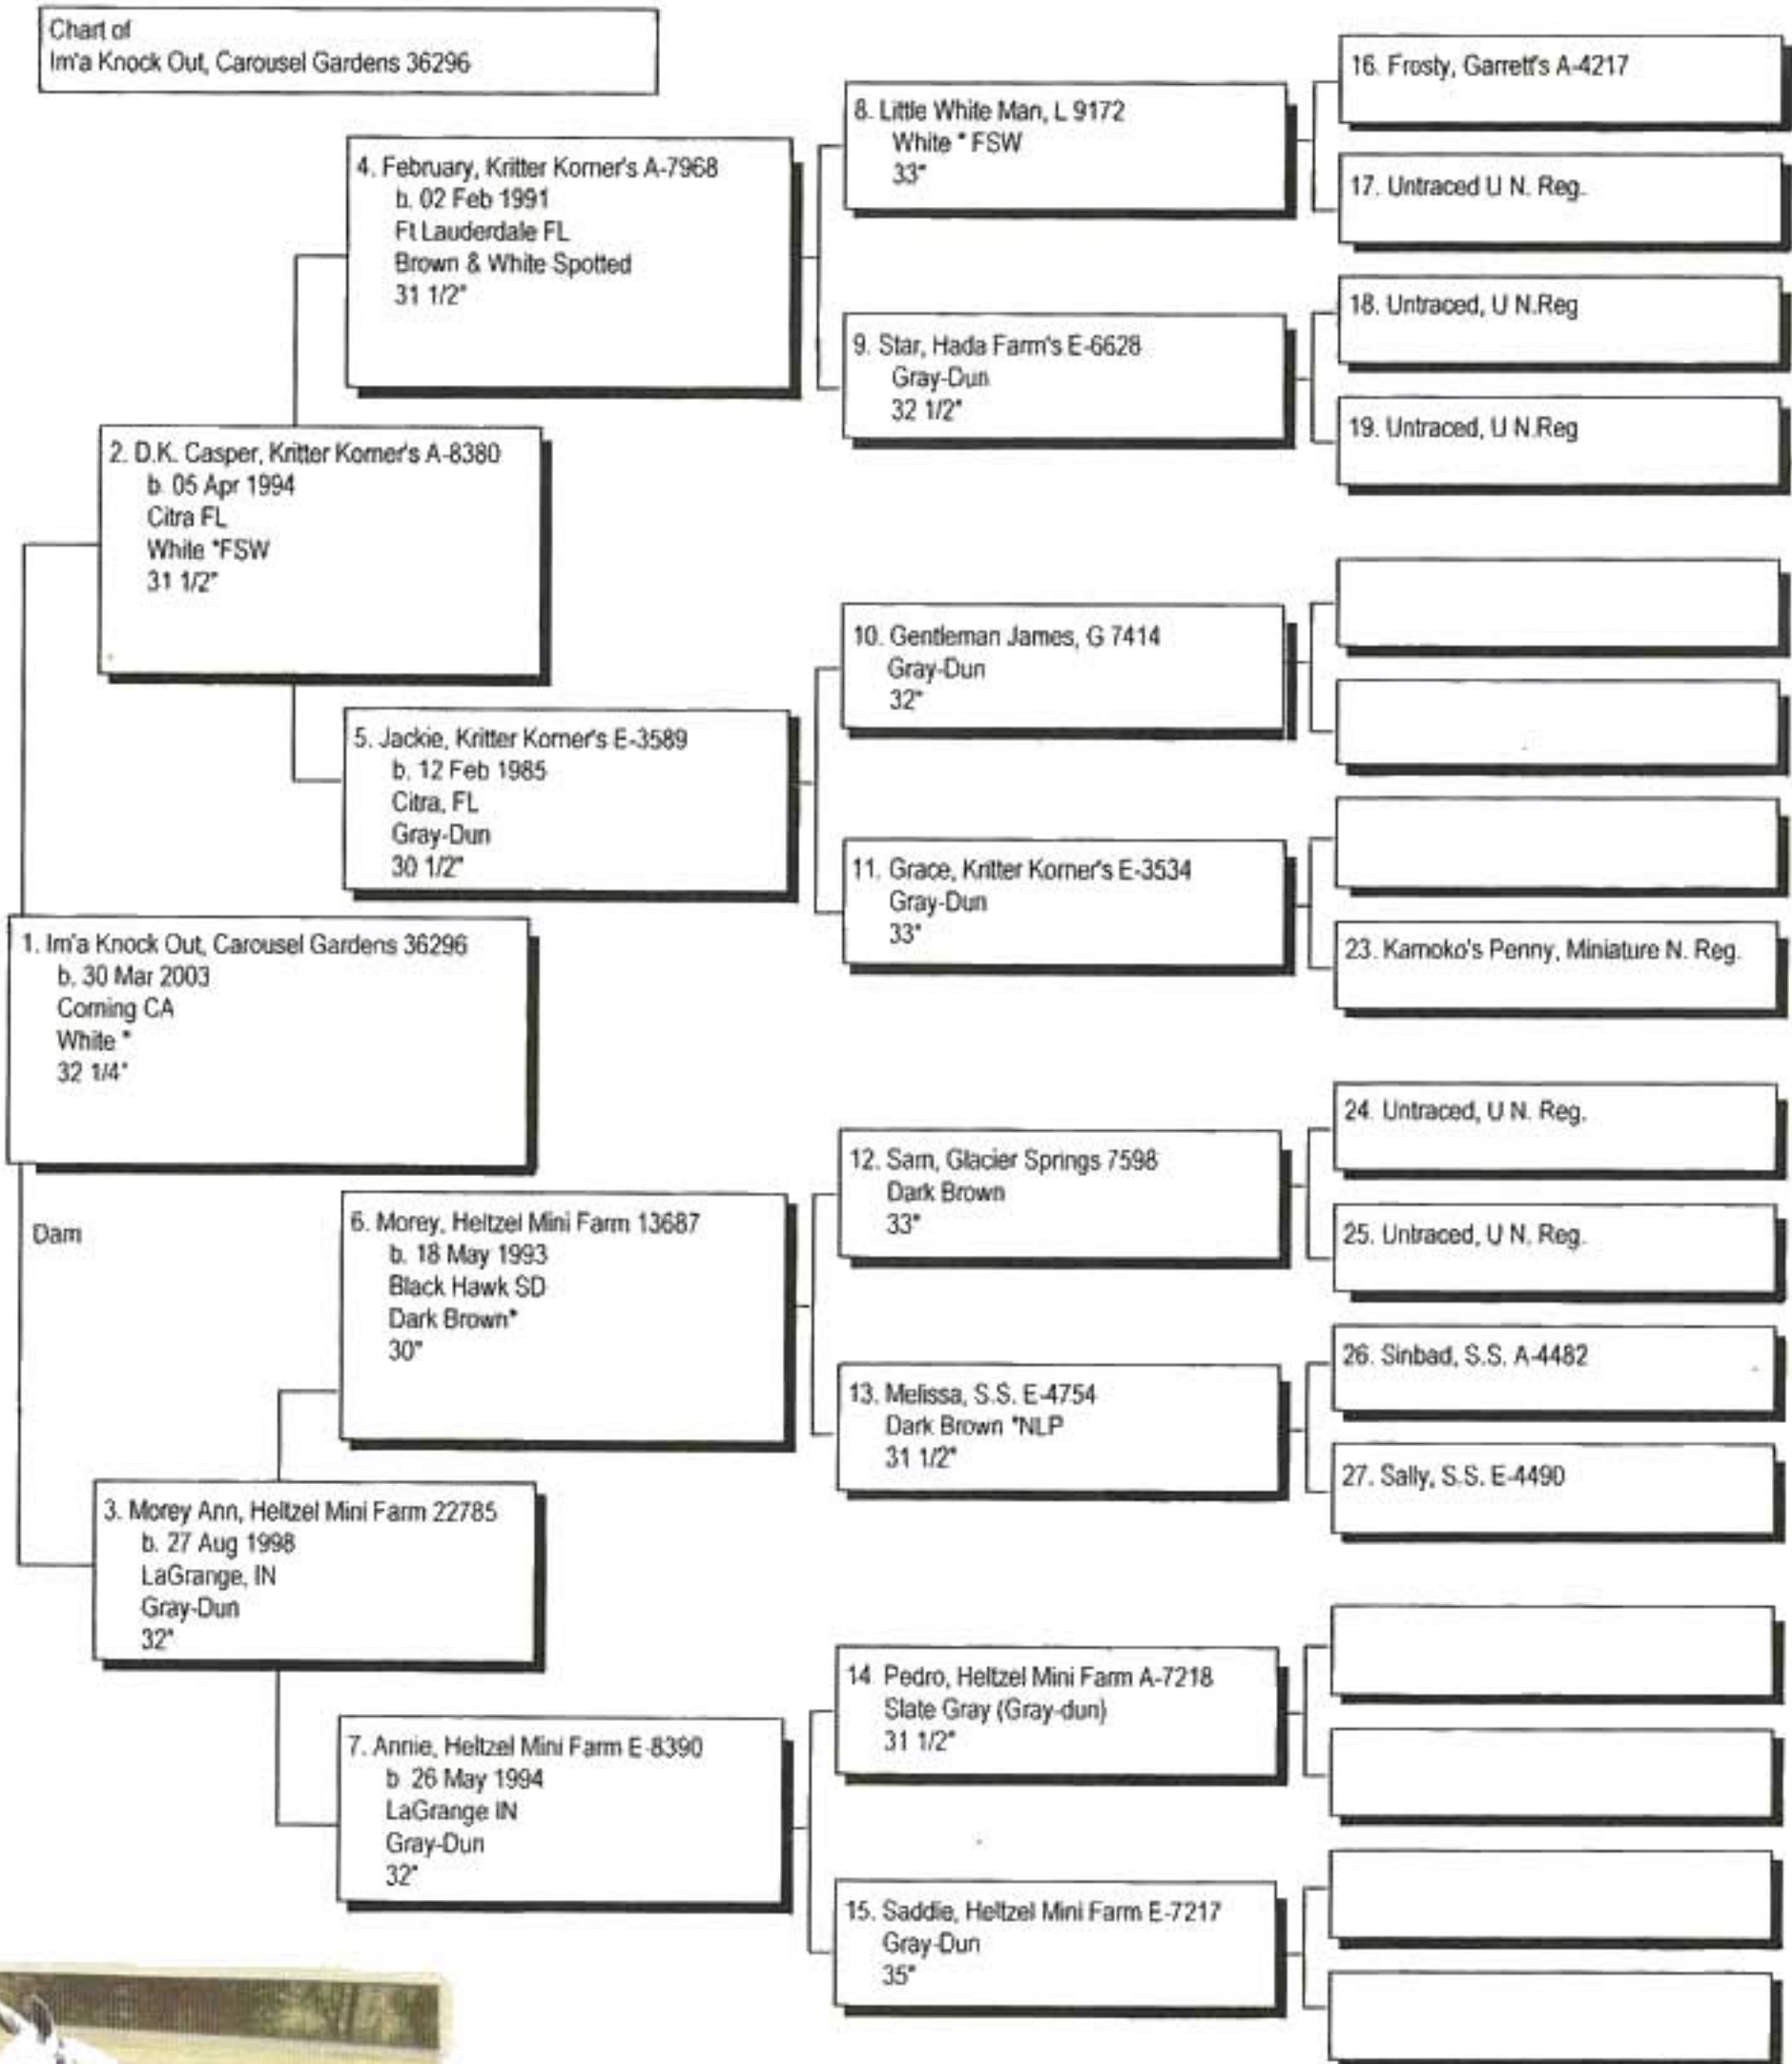 Chart of
Im'a Knock Out, Carousel Gardens 36296
1. Im'a Knock Out, Carousel Gardens 36296
b. 30 Mar 2003
Corning CA
White *
32 1/4"
Dam
2. D.K. Casper, Kritter Korner's A-8380
b. 05 Apr 1994
Citra FL
White *FSW
31 1/2"
3. Morey Ann, Heltzel Mini Farm 22785
b. 27 Aug 1998
LaGrange, IN
Gray-Dun
32"
4. February, Kritter Korner's A-7968
b. 02 Feb 1991
Ft Lauderdale FL
Brown & White Spotted
31 1/2"
5. Jackie, Kritter Korner's E-3589
b. 12 Feb 1985
Citra, FL
Gray-Dun
30 1/2"
6. Morey, Heltzel Mini Farm 13687
b. 18 May 1993
Black Hawk SD
Dark Brown*
30"
7. Annie, Heltzel Mini Farm E-8390
b 26 May 1994
LaGrange IN
Gray-Dun
32"
8. Little White Man, L 9172
White * FSW
33"
9. Star, Hada Farm's E-6628
Gray-Dun
32 1/2"
10. Gentleman James, G 7414
Gray-Dun
32"
11. Grace, Kritter Korner's E-3534
Gray-Dun
33"
12. Sam, Glacier Springs 7598
Dark Brown
33"
13. Melissa, S.S. E-4754
Dark Brown *NLP
31 1/2"
14 Pedro, Heltzel Mini Farm A-7218
Slate Gray (Gray-dun)
31 1/2"
15. Saddie, Heltzel Mini Farm E-7217
Gray-Dun
35"
16. Frosty, Garrett's A-4217
17. Untraced U N. Reg.
18. Untraced, U N.Reg
19. Untraced, U N.Reg
23. Kamoko's Penny, Miniature N. Reg.
24. Untraced, U N. Reg.
25. Untraced, U N. Reg.
26. Sinbad, S.S. A-4482
27. Sally, S.S. E-4490